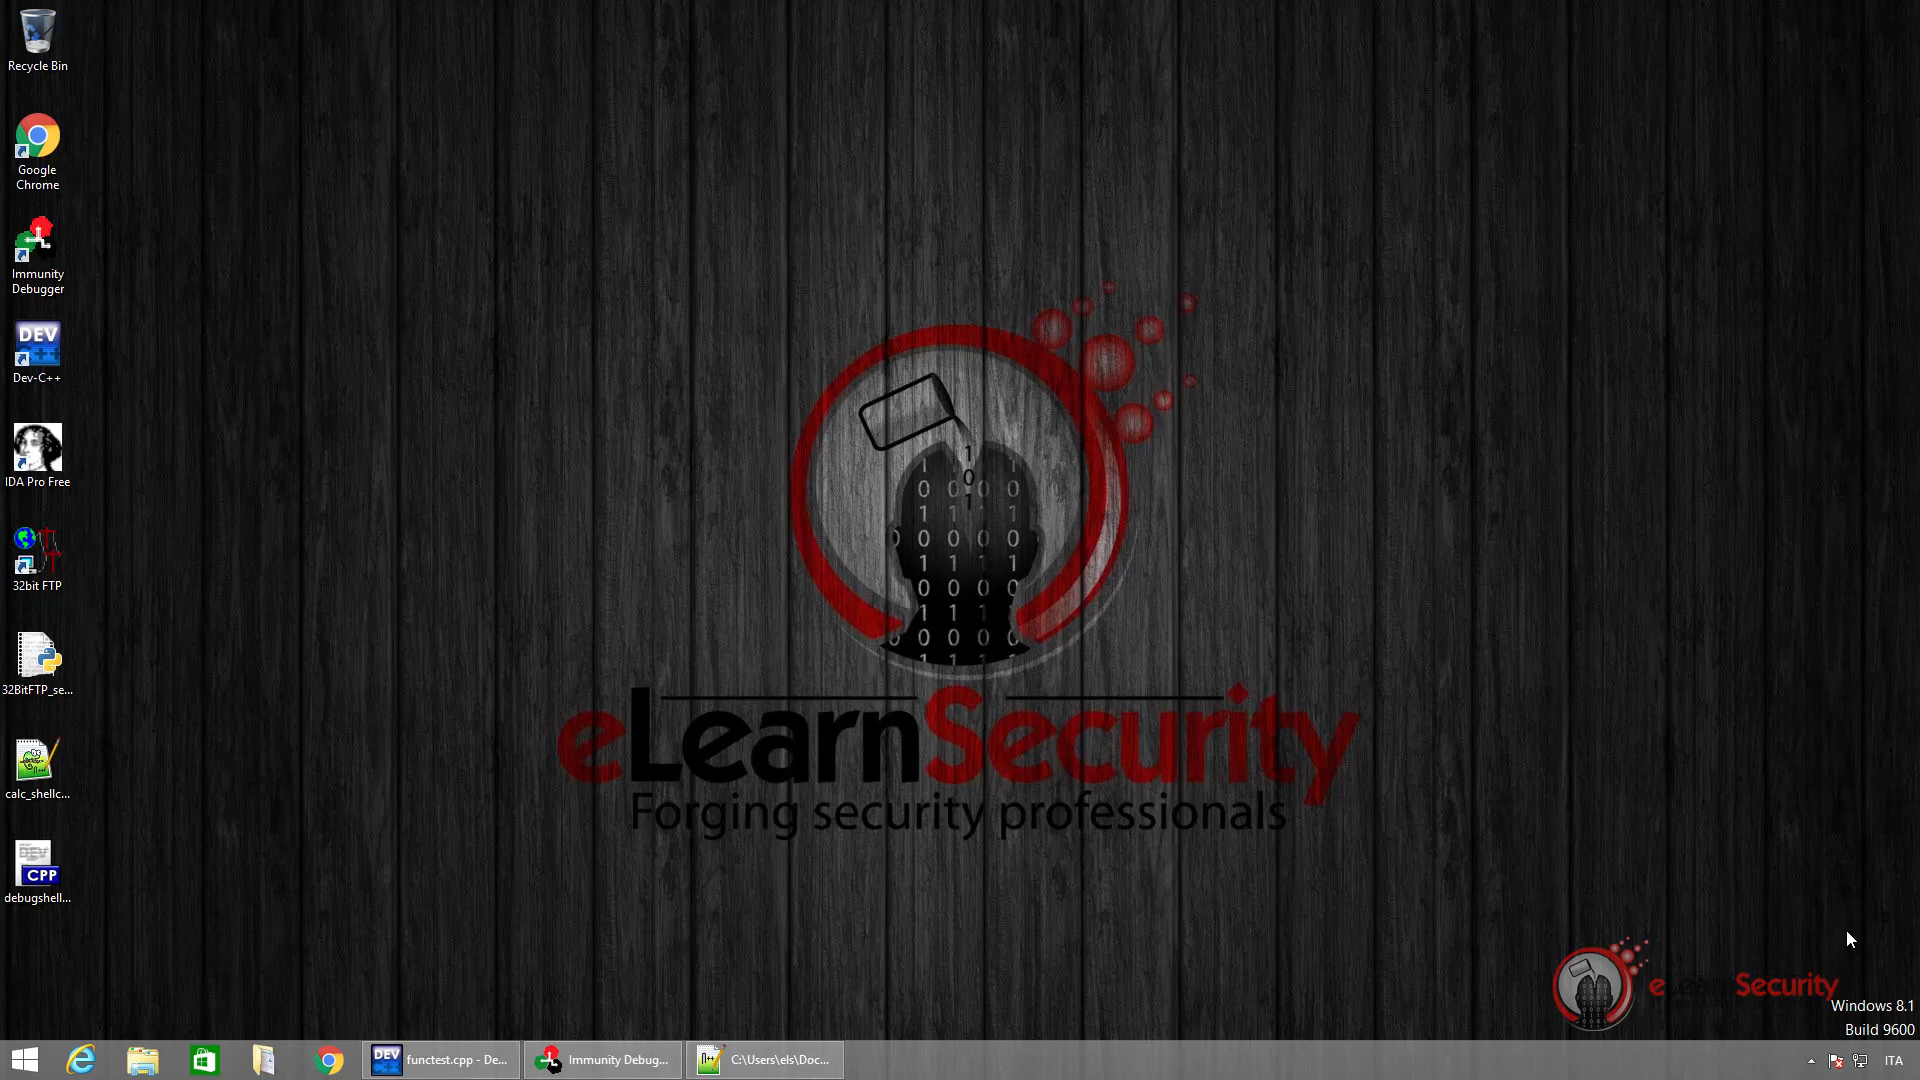 Recycle Bin
Google
Chrome
Immunity
Debugger
DEV
C++
Dev-C++
IDA Pro Free
32bit FTP
32BitFTP_se...
calc_shellc...
CPP
debugshell...
eLearnSecurity
Forging security professionals
eLearnSecurity
Windows 8.1
Build 9600
DEV
functest.cpp - De...
Immunity Debug...
C:\Users\els\Doc...
ITA